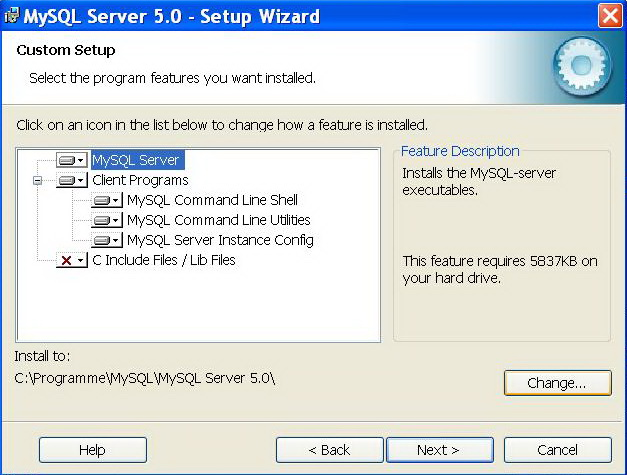 MySQL Server 5.0 - Setup Wizard
Custom Setup
Select the program features you want installed.
Click on an icon in the list below to change how a feature is installed.
MySQL Server
Client Programs
MySQL Command Line Shell
MySQL Command Line Utilities
MySQL Server Instance Config
C Include Files / Lib Files
Feature Description
Installs the MySQL-server
executables.
This feature requires 5837KB on
your hard drive.
Install to:
C:\Programme\MySQL\MySQL Server 5.0\
Change...
Help
< Back
Next >
Cancel